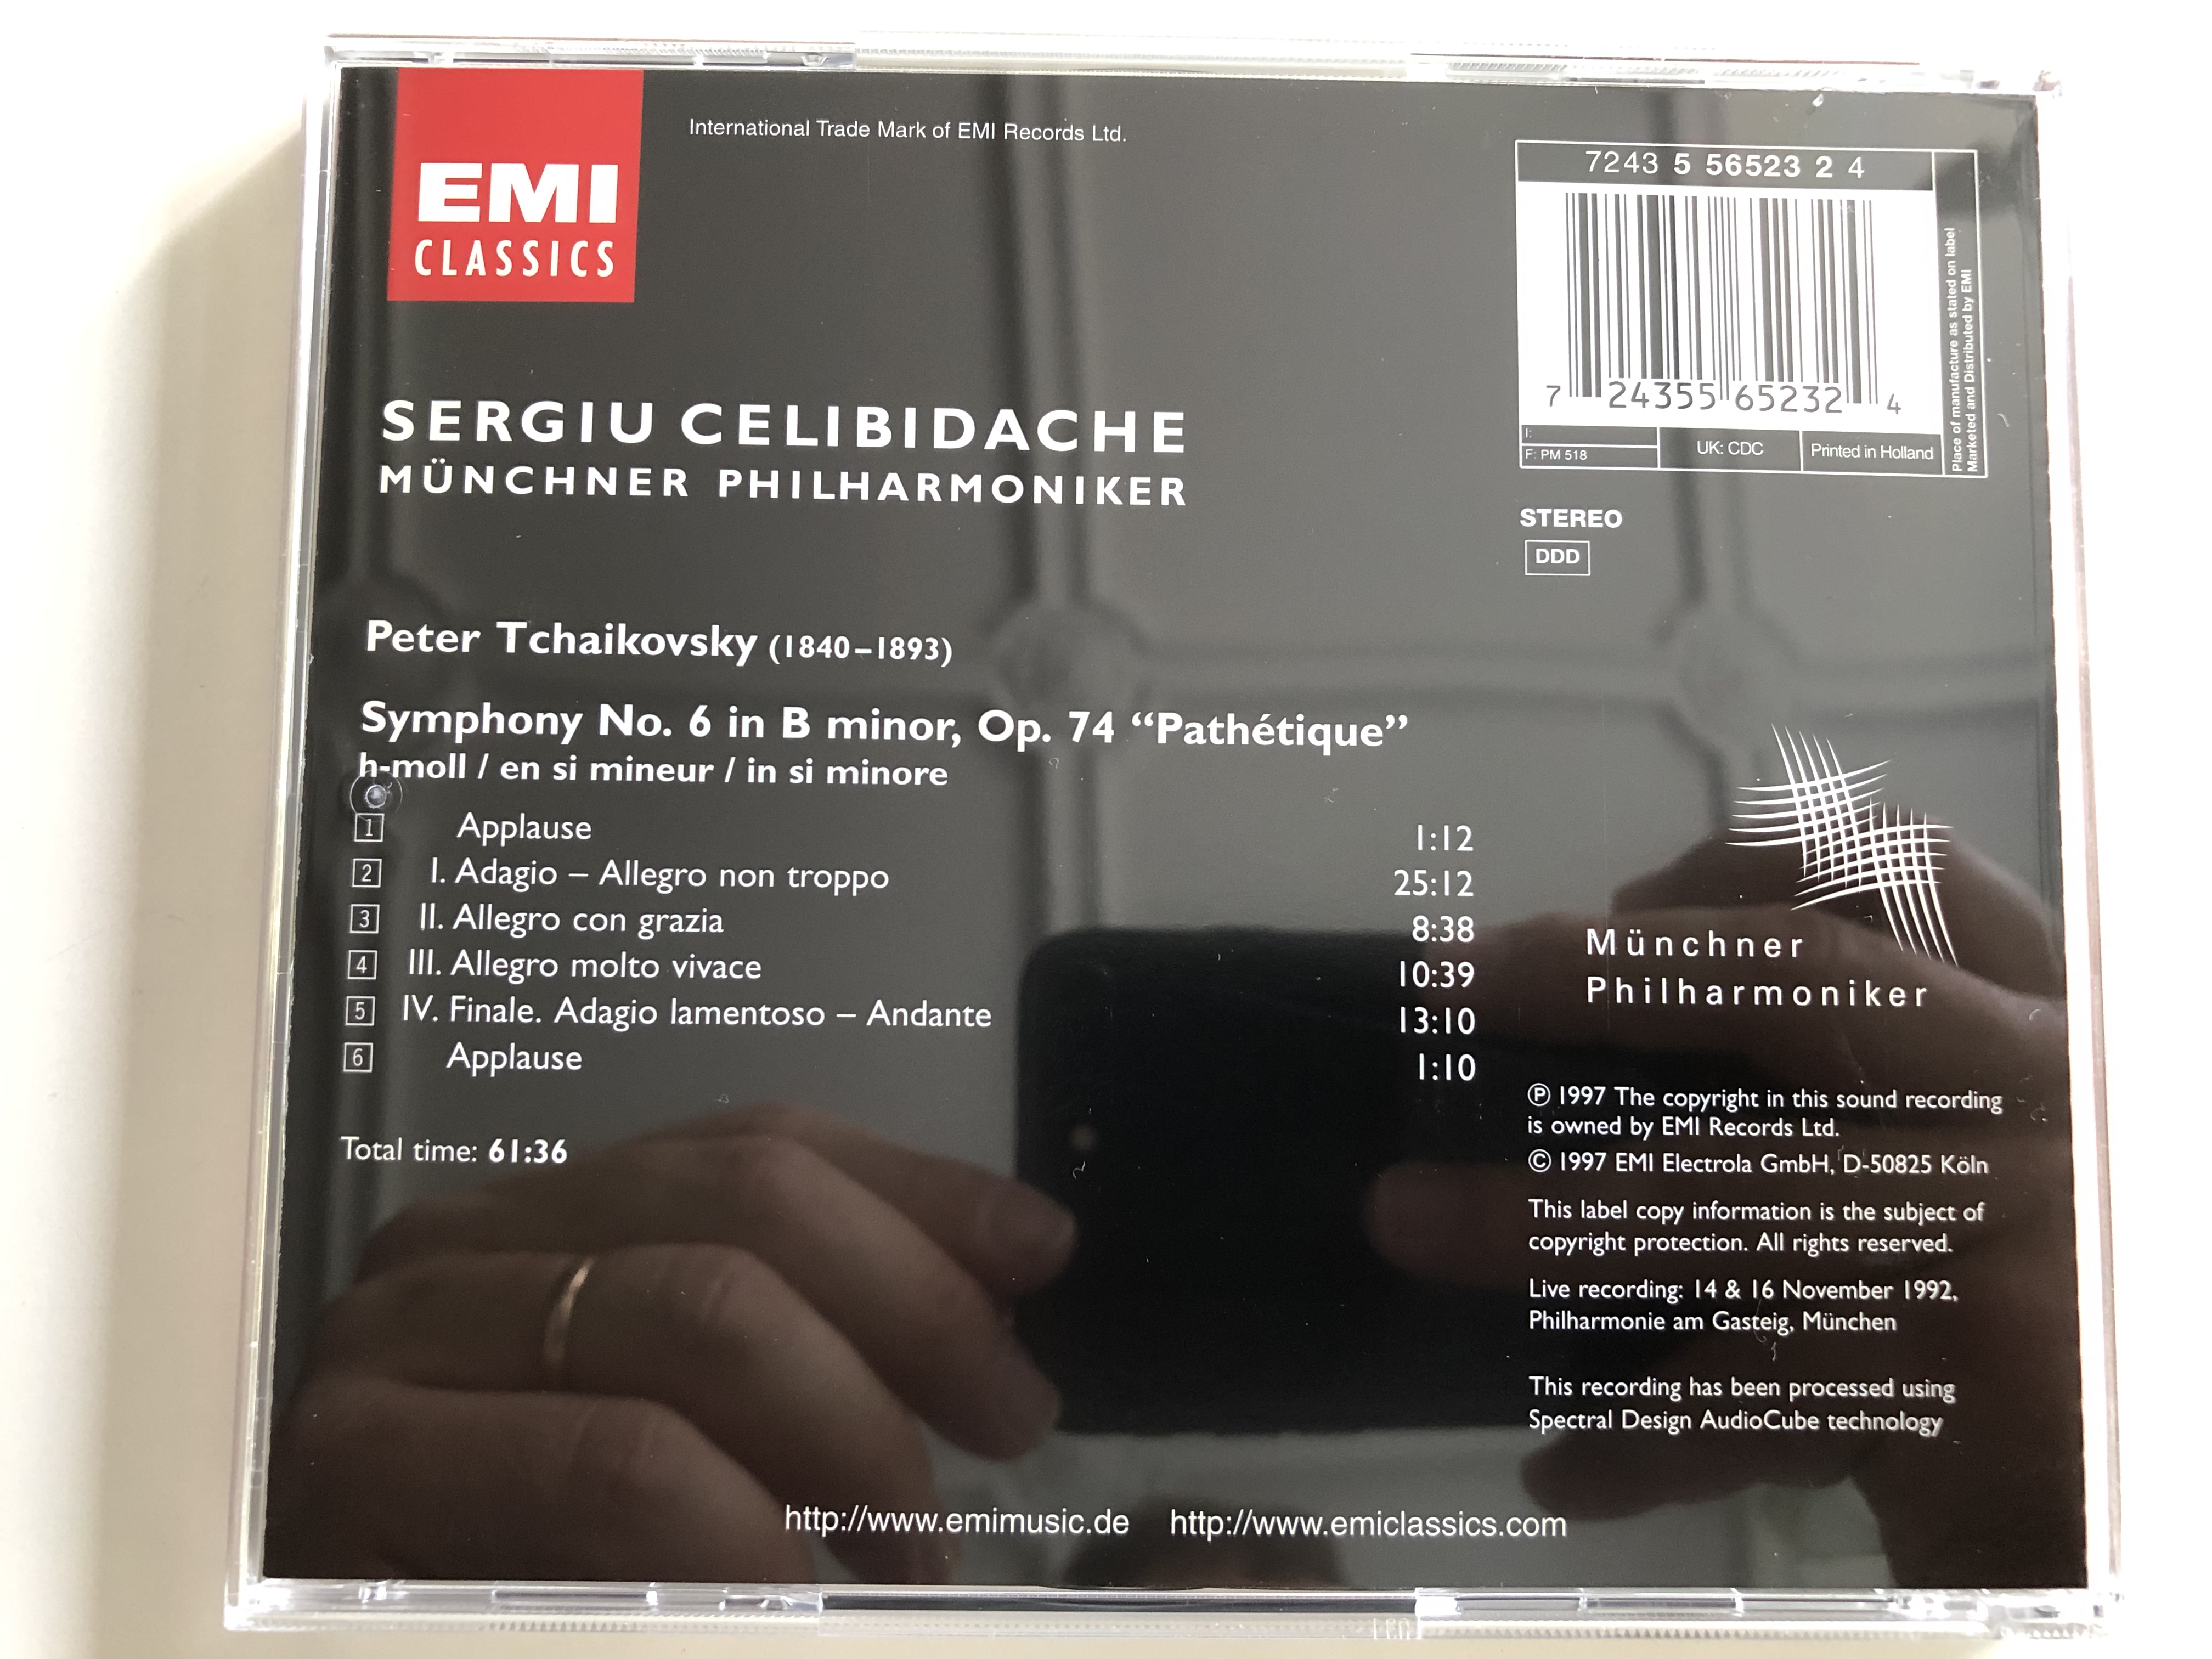 EMI
CLASSICS
International Trade Mark of EMI Records Ltd.
7243 5 56523 2 4
7 24355 65232 4
I:
F: PM 518
UK: CDC
Printed in Holland
Place of manufacture as stated on label
Marketed and Distributed by EMI
STEREO
DDD
SERGIU CELIBIDACHE
MÜNCHNER PHILHARMONIKER
Peter Tchaikovsky (1840–1893)
Symphony No. 6 in B minor, Op. 74 “Pathétique”
h-moll / en si mineur / in si minore
1 Applause 1:12
2 I. Adagio – Allegro non troppo 25:12
3 II. Allegro con grazia 8:38
4 III. Allegro molto vivace 10:39
5 IV. Finale. Adagio lamentoso – Andante 13:10
6 Applause 1:10
Total time: 61:36
Münchner
Philharmoniker
℗ 1997 The copyright in this sound recording
is owned by EMI Records Ltd.
© 1997 EMI Electrola GmbH, D-50825 Köln
This label copy information is the subject of
copyright protection. All rights reserved.
Live recording: 14 & 16 November 1992,
Philharmonie am Gasteig, München
This recording has been processed using
Spectral Design AudioCube technology
http://www.emimusic.de http://www.emiclassics.com